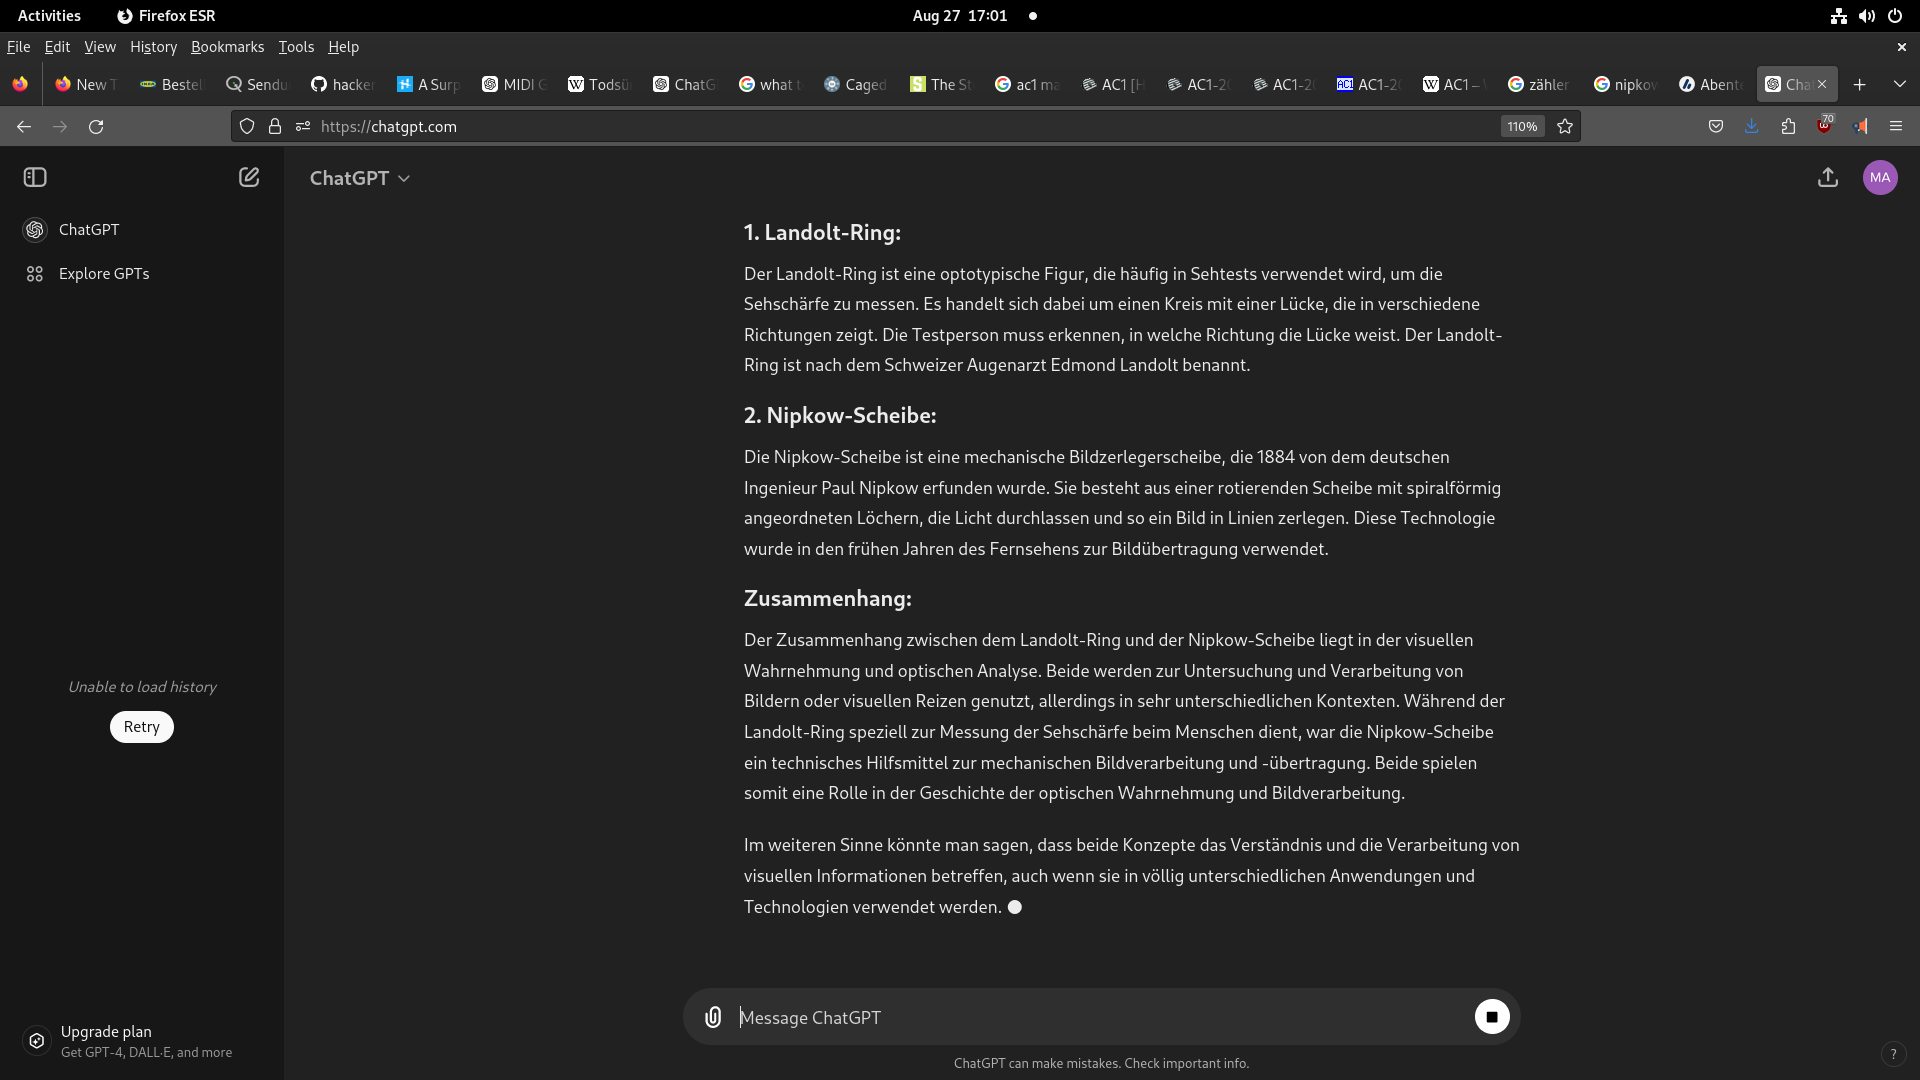 Activities Firefox ESR Aug 27 17:01
File Edit View History Bookmarks Tools Help
New T Bestel Sendu hacker A Surp MIDI G Todsü ChatG what t Caged The St ac1 ma AC1 [H AC1-20 AC1-20 AC1-20 AC1 – zähler nipkow Abente Chat
https://chatgpt.com 110% 70
ChatGPT MA
ChatGPT
Explore GPTs
Unable to load history
Retry
Upgrade plan
Get GPT-4, DALL·E, and more
1. Landolt-Ring:
Der Landolt-Ring ist eine optotypische Figur, die häufig in Sehtests verwendet wird, um die
Sehschärfe zu messen. Es handelt sich dabei um einen Kreis mit einer Lücke, die in verschiedene
Richtungen zeigt. Die Testperson muss erkennen, in welche Richtung die Lücke weist. Der Landolt-
Ring ist nach dem Schweizer Augenarzt Edmond Landolt benannt.
2. Nipkow-Scheibe:
Die Nipkow-Scheibe ist eine mechanische Bildzerlegerscheibe, die 1884 von dem deutschen
Ingenieur Paul Nipkow erfunden wurde. Sie besteht aus einer rotierenden Scheibe mit spiralförmig
angeordneten Löchern, die Licht durchlassen und so ein Bild in Linien zerlegen. Diese Technologie
wurde in den frühen Jahren des Fernsehens zur Bildübertragung verwendet.
Zusammenhang:
Der Zusammenhang zwischen dem Landolt-Ring und der Nipkow-Scheibe liegt in der visuellen
Wahrnehmung und optischen Analyse. Beide werden zur Untersuchung und Verarbeitung von
Bildern oder visuellen Reizen genutzt, allerdings in sehr unterschiedlichen Kontexten. Während der
Landolt-Ring speziell zur Messung der Sehschärfe beim Menschen dient, war die Nipkow-Scheibe
ein technisches Hilfsmittel zur mechanischen Bildverarbeitung und -übertragung. Beide spielen
somit eine Rolle in der Geschichte der optischen Wahrnehmung und Bildverarbeitung.
Im weiteren Sinne könnte man sagen, dass beide Konzepte das Verständnis und die Verarbeitung von
visuellen Informationen betreffen, auch wenn sie in völlig unterschiedlichen Anwendungen und
Technologien verwendet werden.
Message ChatGPT
ChatGPT can make mistakes. Check important info.
?